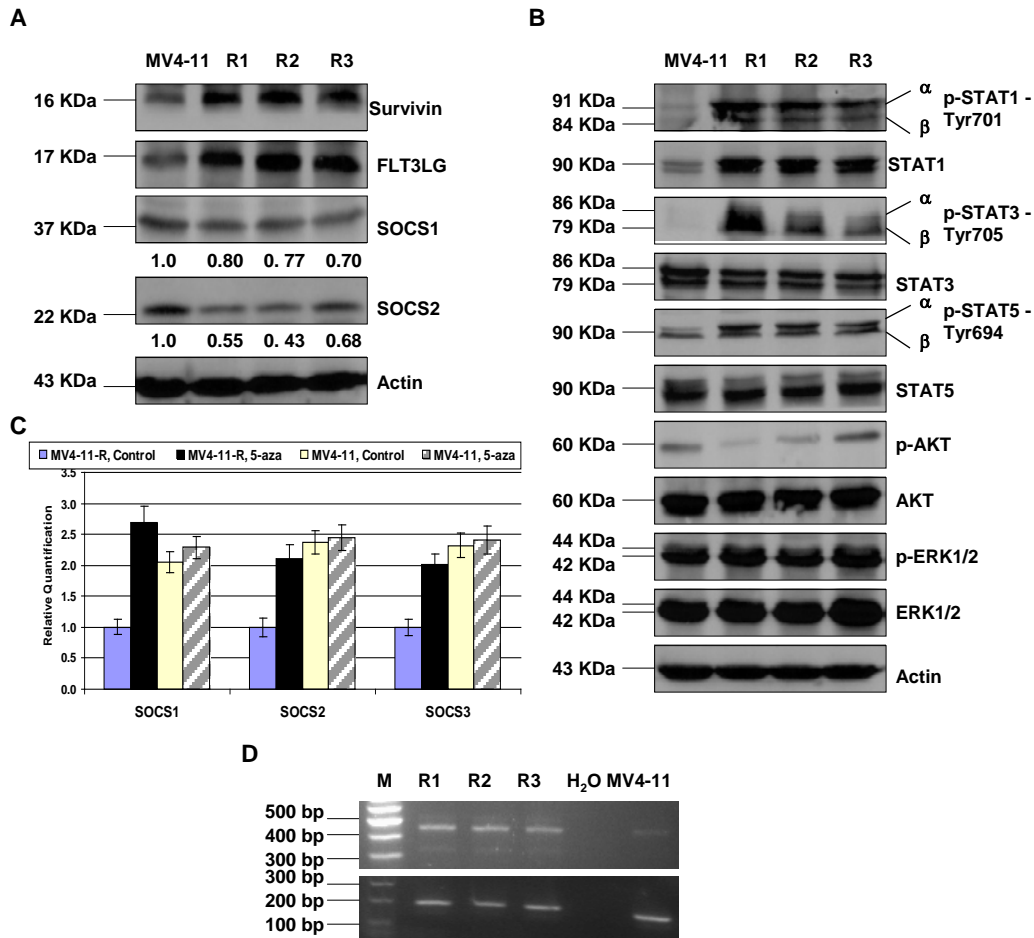 A
MV4-11 R1 R2 R3
16 KDa Survivin
17 KDa FLT3LG
37 KDa SOCS1
1.0 0.80 0. 77 0.70
22 KDa SOCS2
1.0 0.55 0. 43 0.68
43 KDa Actin
B
MV4-11 R1 R2 R3
91 KDa α p-STAT1 -
84 KDa β Tyr701
90 KDa STAT1
86 KDa α p-STAT3 -
79 KDa β Tyr705
86 KDa STAT3
79 KDa
90 KDa α p-STAT5 -
β Tyr694
90 KDa STAT5
60 KDa p-AKT
60 KDa AKT
44 KDa p-ERK1/2
42 KDa
44 KDa ERK1/2
42 KDa
43 KDa Actin
C
MV4-11-R, Control MV4-11-R, 5-aza MV4-11, Control MV4-11, 5-aza
Relative Quantification
3.5
3.0
2.5
2.0
1.5
1.0
0.5
0.0
SOCS1 SOCS2 SOCS3
D
M R1 R2 R3 H₂O MV4-11
500 bp
400 bp
300 bp
300 bp
200 bp
100 bp